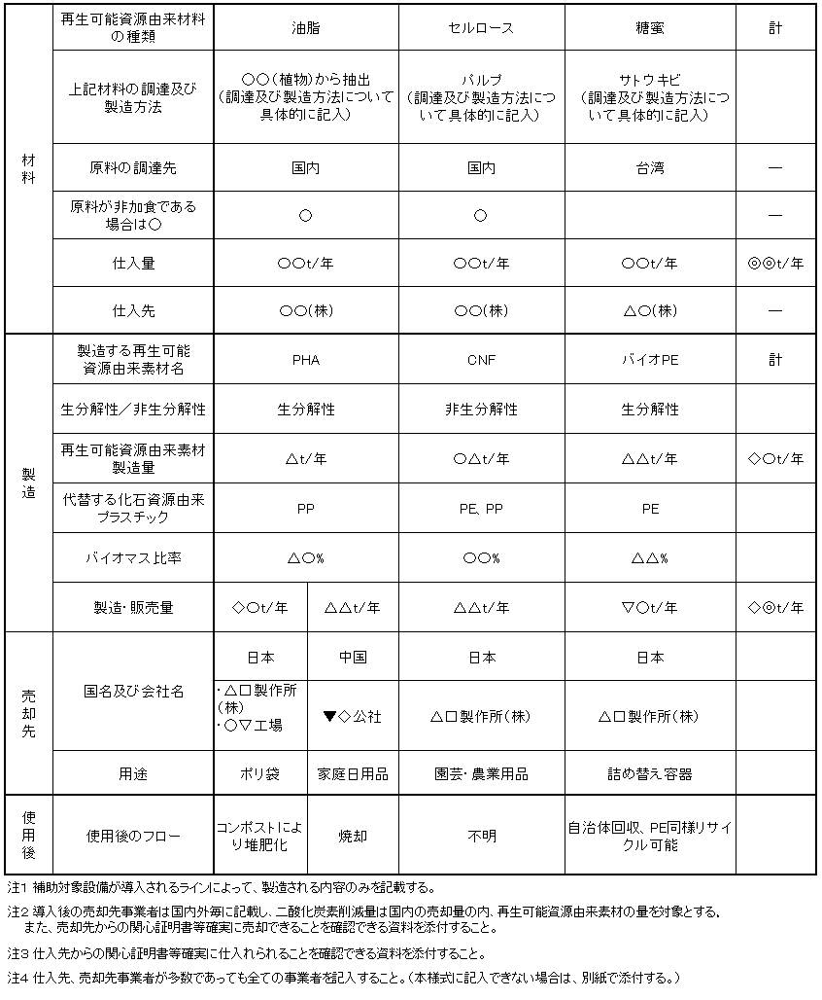 再生可能資源由来材料
の種類
油脂
セルロース
糖蜜
計
材料
上記材料の調達及び
製造方法
○○(植物)から抽出
(調達及び製造方法について
具体的に記入)
パルプ
(調達及び製造方法につ
いて具体的に記入)
サトウキビ
(調達及び製造方法につ
いて具体的に記入)
原料の調達先
国内
国内
台湾
―
原料が非加食である
場合は○
○
○
―
仕入量
○○t/年
○○t/年
○○t/年
◎◎t/年
仕入先
○○(株)
○○(株)
△○(株)
―
製造
製造する再生可能
資源由来素材名
PHA
CNF
バイオPE
計
生分解性/非生分解性
生分解性
非生分解性
生分解性
再生可能資源由来素材
製造量
△t/年
○△t/年
△△t/年
◇○t/年
代替する化石資源由来
プラスチック
PP
PE、PP
PE
バイオマス比率
△○%
○○%
△△%
製造・販売量
◇○t/年
△△t/年
△△t/年
▽○t/年
◇◎t/年
売却先
国名及び会社名
日本
中国
日本
日本
・△□製作所
(株)
・○▽工場
▼◇公社
△□製作所(株)
△□製作所(株)
用途
ポリ袋
家庭日用品
園芸・農業用品
詰め替え容器
使用後
使用後のフロー
コンポストによ
り堆肥化
焼却
不明
自治体回収、PE同様リサイ
クル可能
注1 補助対象設備が導入されるラインによって、製造される内容のみを記載する。
注2 導入後の売却先事業者は国内外毎に記載し、二酸化炭素削減量は国内の売却量の内、再生可能資源由来素材の量を対象とする。
また、売却先からの関心証明書等確実に売却できることを確認できる資料を添付すること。
注3 仕入先からの関心証明書等確実に仕入れられることを確認できる資料を添付すること。
注4 仕入先、売却先事業者が多数であっても全ての事業者を記入すること。(本様式に記入できない場合は、別紙で添付する。)